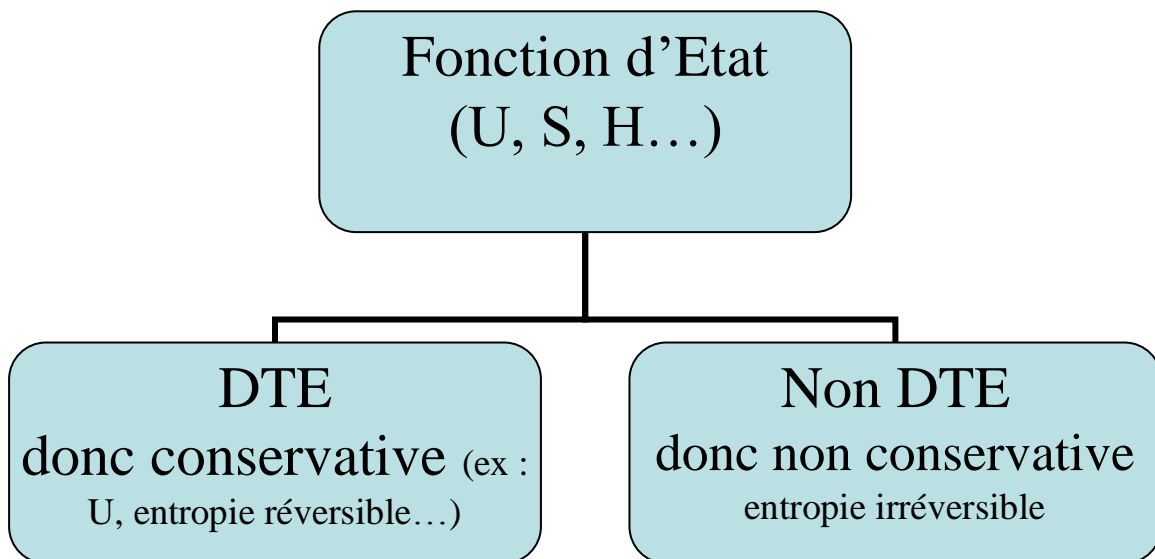 Fonction d’Etat
(U, S, H…)
DTE
donc conservative (ex :
U, entropie réversible…)
Non DTE
donc non conservative
entropie irréversible